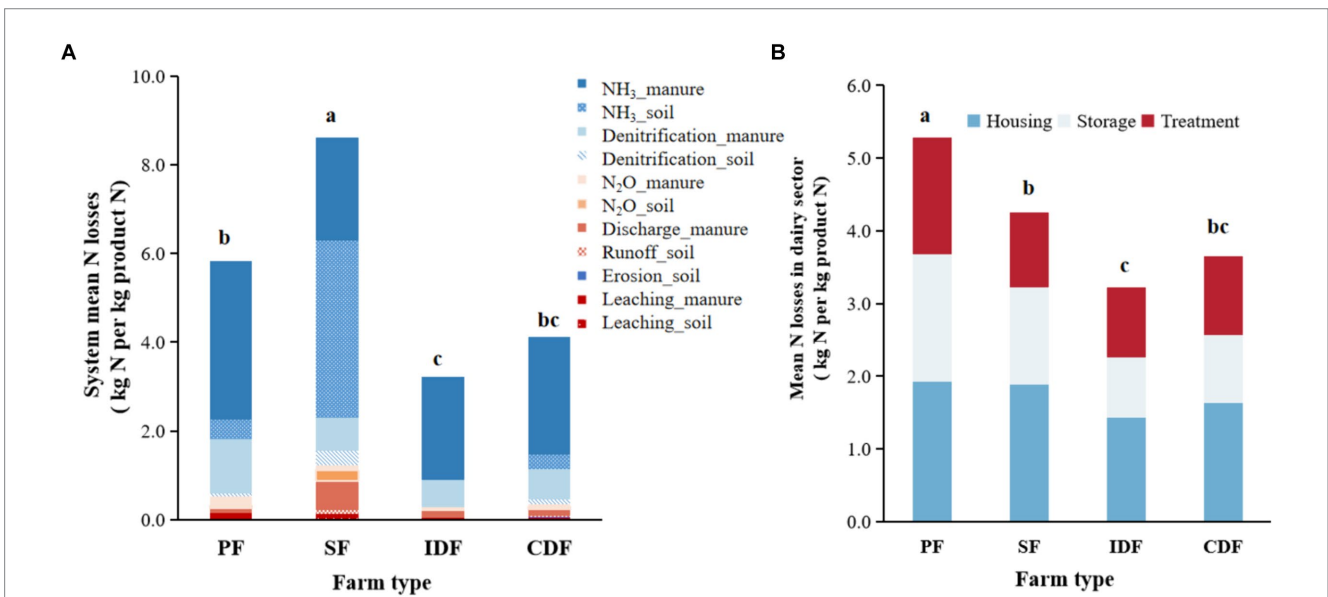 A
System mean N losses
( kg N per kg product N)
10.0
8.0
6.0
4.0
2.0
0.0
b
a
c
bc
NH₃_manure
NH₃_soil
Denitrification_manure
Denitrification_soil
N₂O_manure
N₂O_soil
Discharge_manure
Runoff_soil
Erosion_soil
Leaching_manure
Leaching_soil
PF SF IDF CDF
Farm type
B
Mean N losses in dairy sector
( kg N per kg product N)
6.0
5.0
4.0
3.0
2.0
1.0
0.0
Housing Storage Treatment
a
b
c
bc
PF SF IDF CDF
Farm type